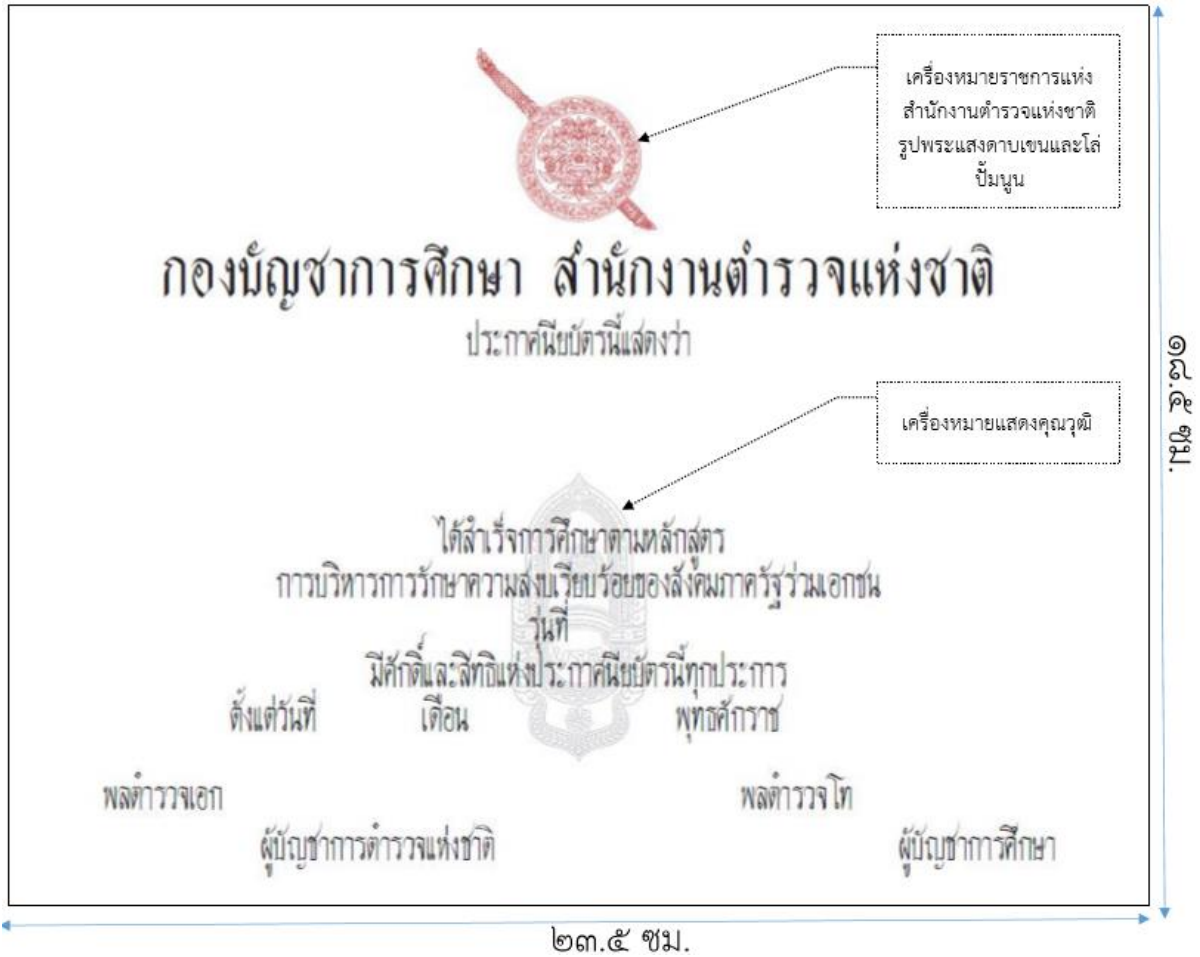 เครื่องหมายราชการแห่ง
สำนักงานตำรวจแห่งชาติ
รูปพระแสงดาบเขนและโล่
ปั๊มนูน
กองบัญชาการศึกษา สำนักงานตำรวจแห่งชาติ
ประกาศนียบัตรนี้แสดงว่า
เครื่องหมายแสดงคุณวุฒิ
ได้สำเร็จการศึกษาตามหลักสูตร
การบริหารการรักษาความสงบเรียบร้อยของสังคมภาครัฐร่วมเอกชน
รุ่นที่
มีศักดิ์และสิทธิแห่งประกาศนียบัตรนี้ทุกประการ
ตั้งแต่วันที่ เดือน พุทธศักราช
พลตำรวจเอก พลตำรวจโท
ผู้บัญชาการตำรวจแห่งชาติ ผู้บัญชาการศึกษา
๑๘.๕ ซม.
๒๓.๕ ซม.